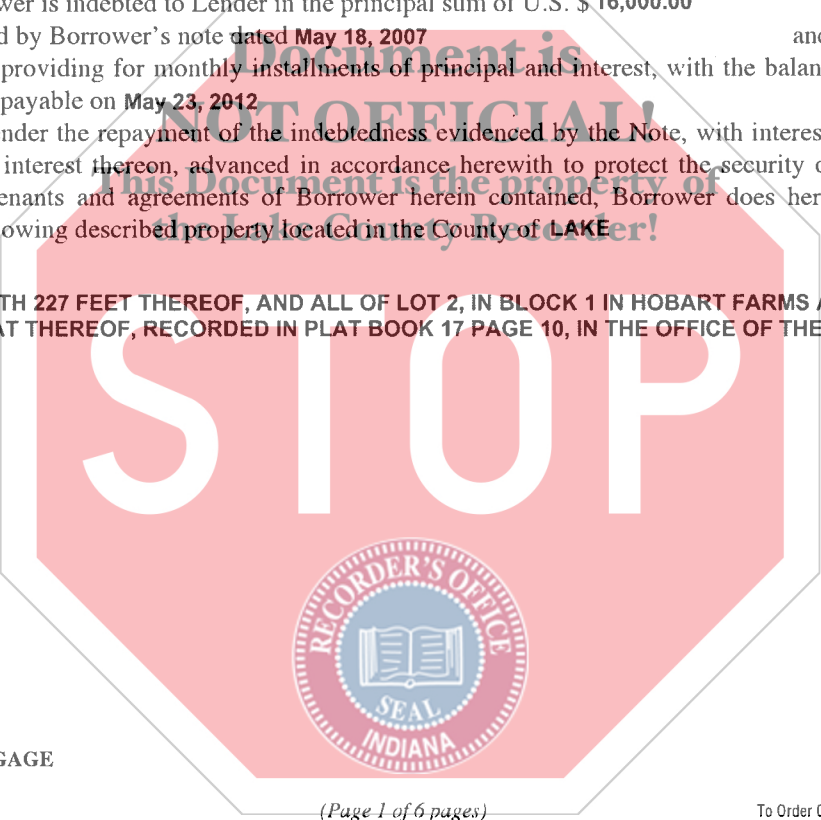 wer is indebted to Lender in the principal sum of U.S. $ 16,000.00
d by Borrower's note dated May 18, 2007 and
Document is
providing for monthly installments of principal and interest, with the balan
payable on May 23, 2012
NOT OFFICIAL!
nder the repayment of the indebtedness evidenced by the Note, with interes
interest thereon, advanced in accordance herewith to protect the security o
This Document is the property of
enants and agreements of Borrower herein contained, Borrower does her
owing described property located in the County of LAKE
the Lake County Recorder!
TH 227 FEET THEREOF, AND ALL OF LOT 2, IN BLOCK 1 IN HOBART FARMS A
AT THEREOF, RECORDED IN PLAT BOOK 17 PAGE 10, IN THE OFFICE OF THE
STOP
RECORDER'S OFFICE
SEAL
INDIANA
GAGE
(Page 1 of 6 pages)
To Order C